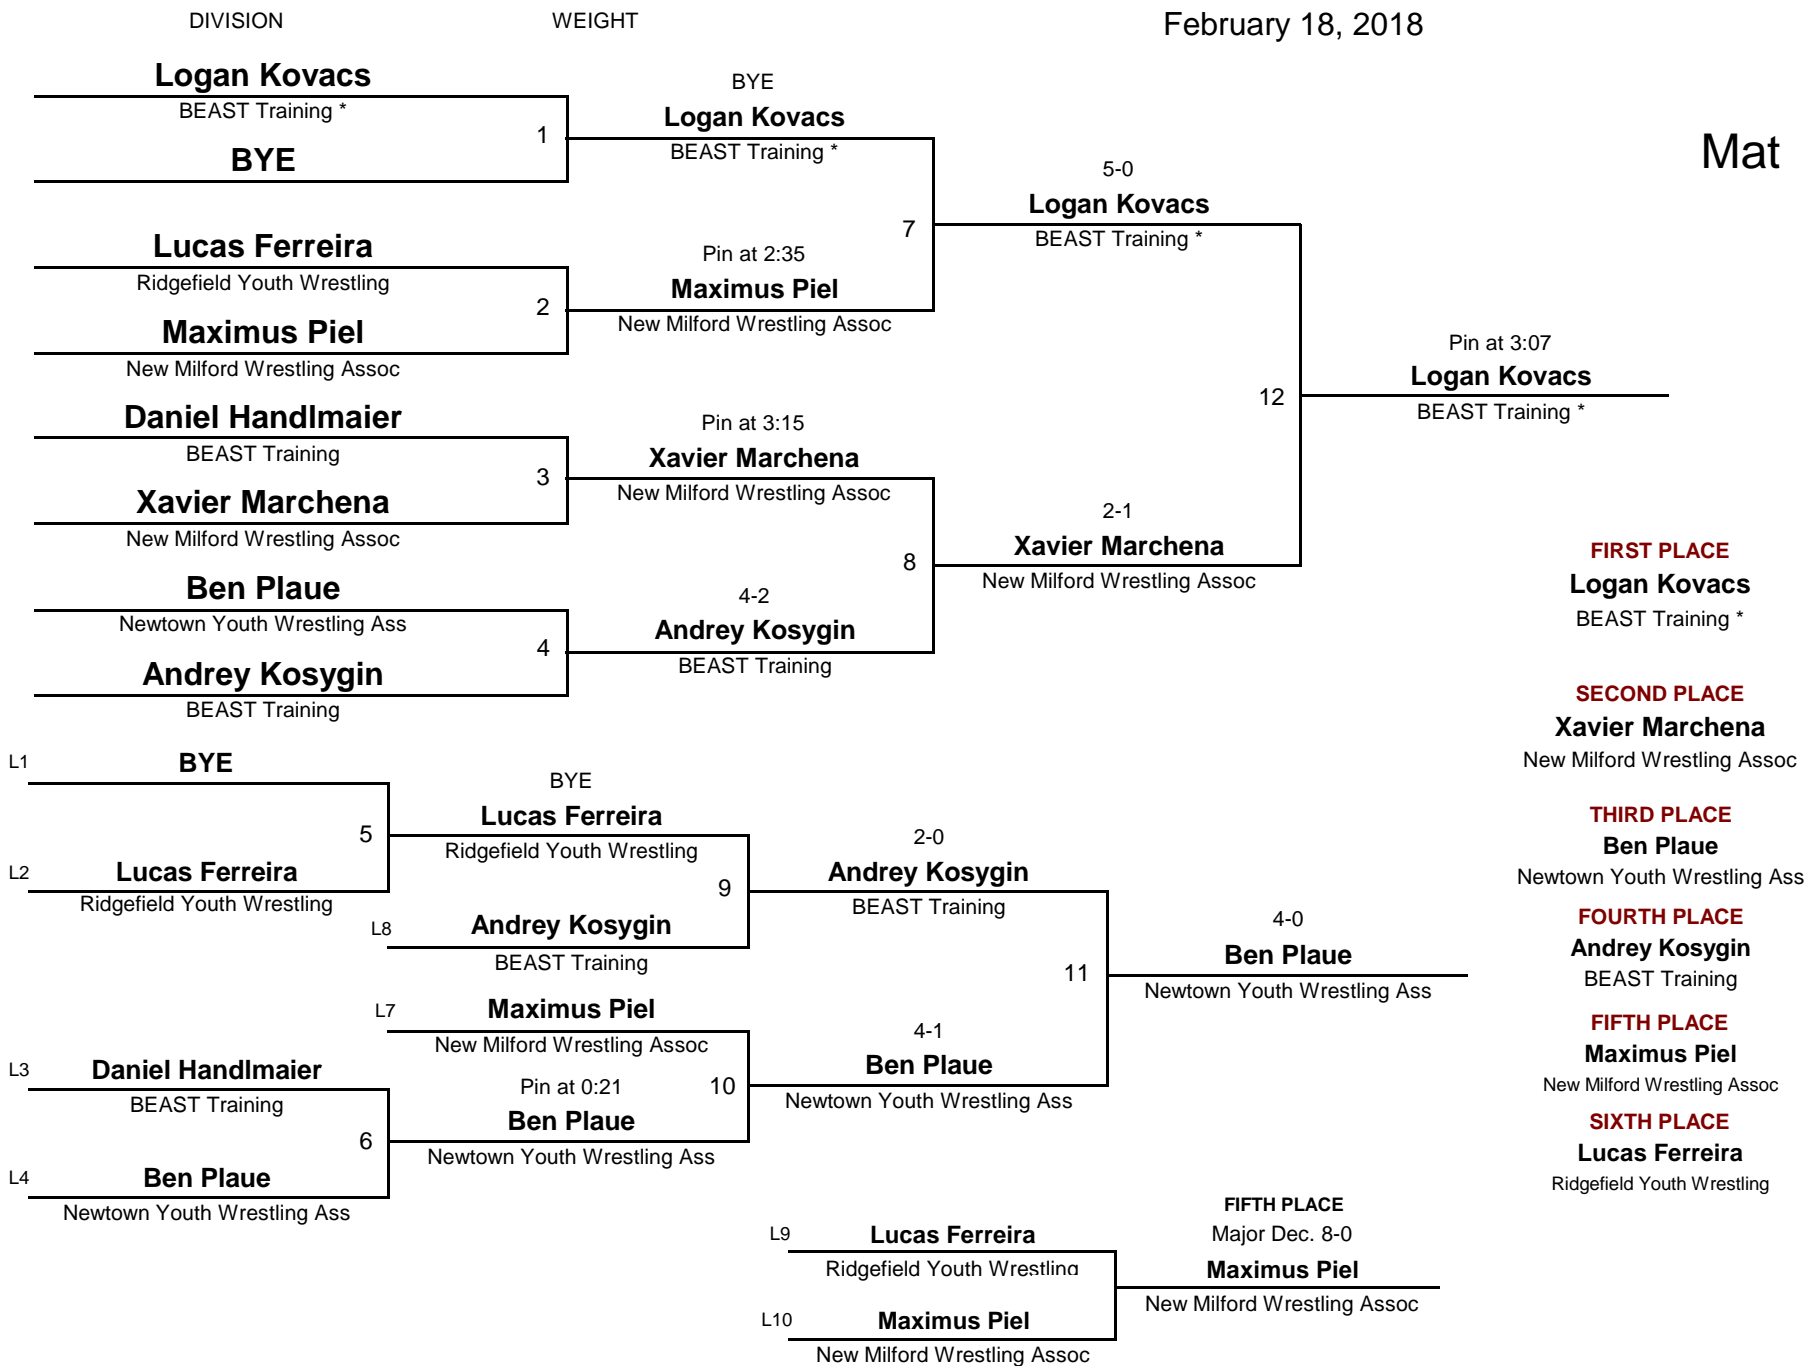 DIVISION
WEIGHT
February 18, 2018
Mat
Logan Kovacs
BEAST Training *
1
BYE
Lucas Ferreira
Ridgefield Youth Wrestling
2
Maximus Piel
New Milford Wrestling Assoc
Daniel Handlmaier
BEAST Training
3
Xavier Marchena
New Milford Wrestling Assoc
Ben Plaue
Newtown Youth Wrestling Ass
4
Andrey Kosygin
BEAST Training
BYE
Logan Kovacs
BEAST Training *
7
Pin at 2:35
Maximus Piel
New Milford Wrestling Assoc
Pin at 3:15
Xavier Marchena
New Milford Wrestling Assoc
8
4-2
Andrey Kosygin
BEAST Training
5-0
Logan Kovacs
BEAST Training *
12
2-1
Xavier Marchena
New Milford Wrestling Assoc
Pin at 3:07
Logan Kovacs
BEAST Training *
L1
BYE
5
L2
Lucas Ferreira
Ridgefield Youth Wrestling
L3
Daniel Handlmaier
BEAST Training
6
L4
Ben Plaue
Newtown Youth Wrestling Ass
BYE
Lucas Ferreira
Ridgefield Youth Wrestling
9
L8
Andrey Kosygin
BEAST Training
L7
Maximus Piel
New Milford Wrestling Assoc
Pin at 0:21
10
Ben Plaue
Newtown Youth Wrestling Ass
2-0
Andrey Kosygin
BEAST Training
11
4-1
Ben Plaue
Newtown Youth Wrestling Ass
4-0
Ben Plaue
Newtown Youth Wrestling Ass
L9
Lucas Ferreira
Ridgefield Youth Wrestling
L10
Maximus Piel
New Milford Wrestling Assoc
FIFTH PLACE
Major Dec. 8-0
Maximus Piel
New Milford Wrestling Assoc
FIRST PLACE
Logan Kovacs
BEAST Training *
SECOND PLACE
Xavier Marchena
New Milford Wrestling Assoc
THIRD PLACE
Ben Plaue
Newtown Youth Wrestling Ass
FOURTH PLACE
Andrey Kosygin
BEAST Training
FIFTH PLACE
Maximus Piel
New Milford Wrestling Assoc
SIXTH PLACE
Lucas Ferreira
Ridgefield Youth Wrestling